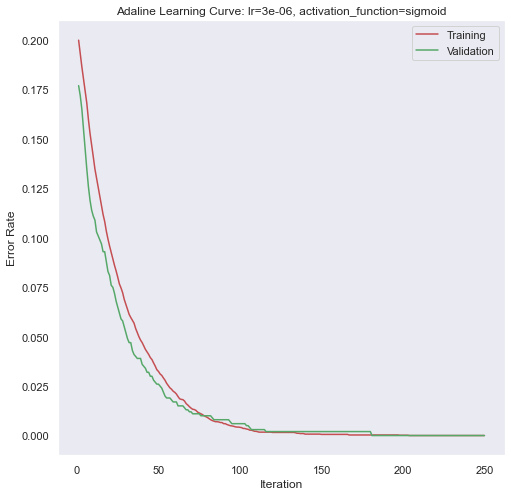 Adaline Learning Curve: lr=3e-06, activation_function=sigmoid
Training
Validation
0.200
0.175
0.150
0.125
0.100
0.075
0.050
0.025
0.000
Error Rate
0 50 100 150 200 250
Iteration